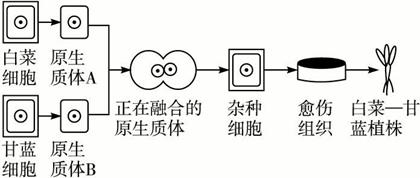 白菜
细胞
原生
质体A
甘蓝
细胞
原生
质体B
正在融合的
原生质体
杂种
细胞
愈伤
组织
白菜—甘
蓝植株